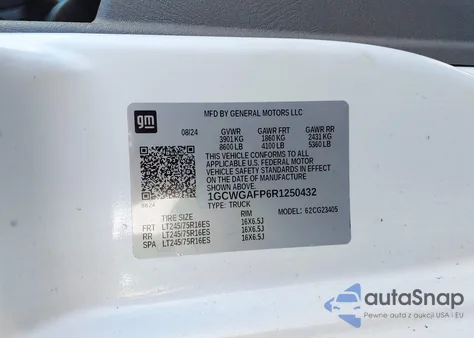 gm
MFD BY GENERAL MOTORS LLC
08/24 GVWR GAWR FRT GAWR RR
3901 KG 1860 KG 2431 KG
8600 LB 4100 LB 5360 LB
THIS VEHICLE CONFORMS TO ALL
APPLICABLE U.S. FEDERAL MOTOR
VEHICLE SAFETY STANDARDS IN
EFFECT ON THE DATE OF
MANUFACTURE SHOWN ABOVE.
1GCWGAFP6R1250432
TYPE: TRUCK
MODEL: 62CG23405
TIRE SIZE RIM
FRT LT245/75R16ES 16X6.5J
RR LT245/75R16ES 16X6.5J
SPA LT245/75R16ES 16X6.5J
autaSnap
Pewne auta z aukcji USA i EU